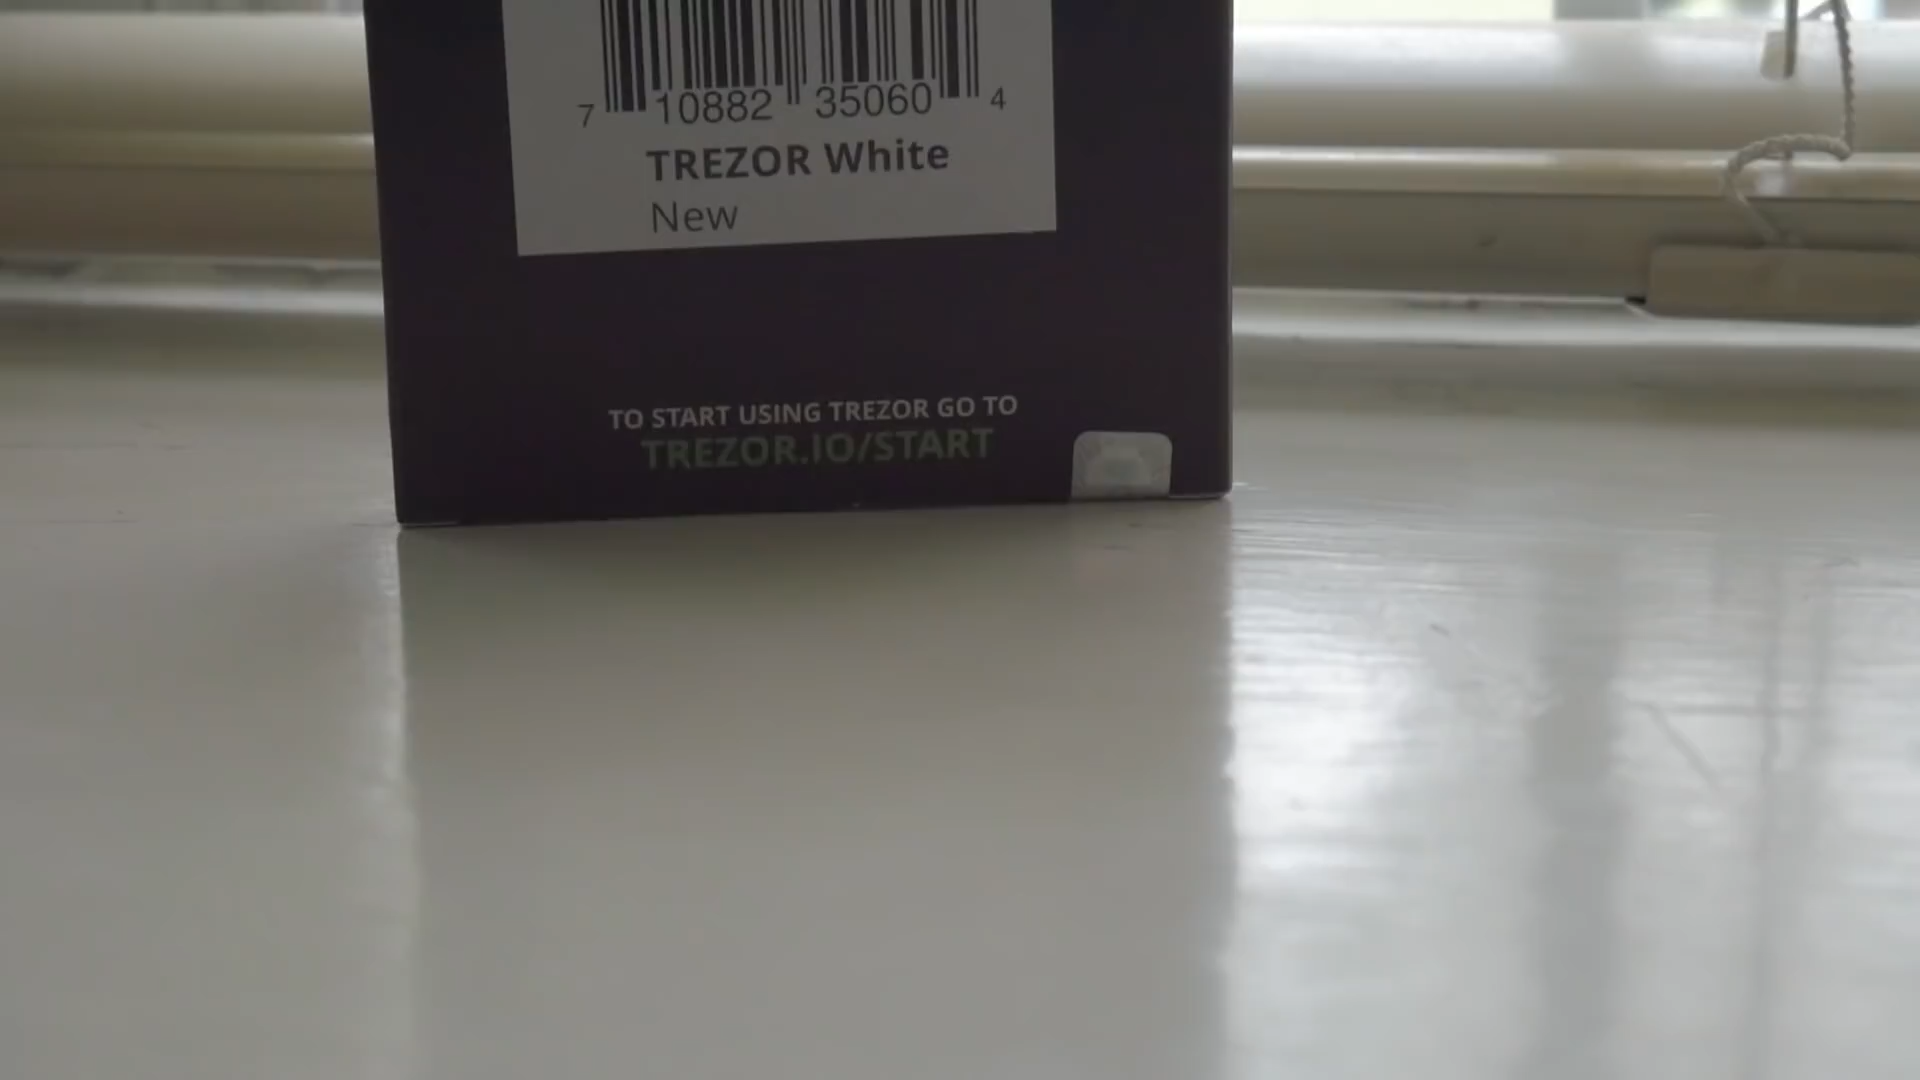 7 10882 35060 4
TREZOR White
New
TO START USING TREZOR GO TO
TREZOR.IO/START